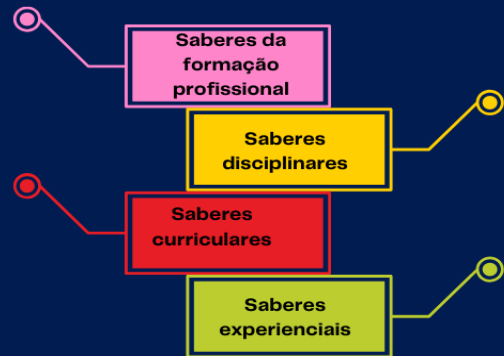 Saberes da
formação
profissional
Saberes
disciplinares
Saberes
curriculares
Saberes
experienciais